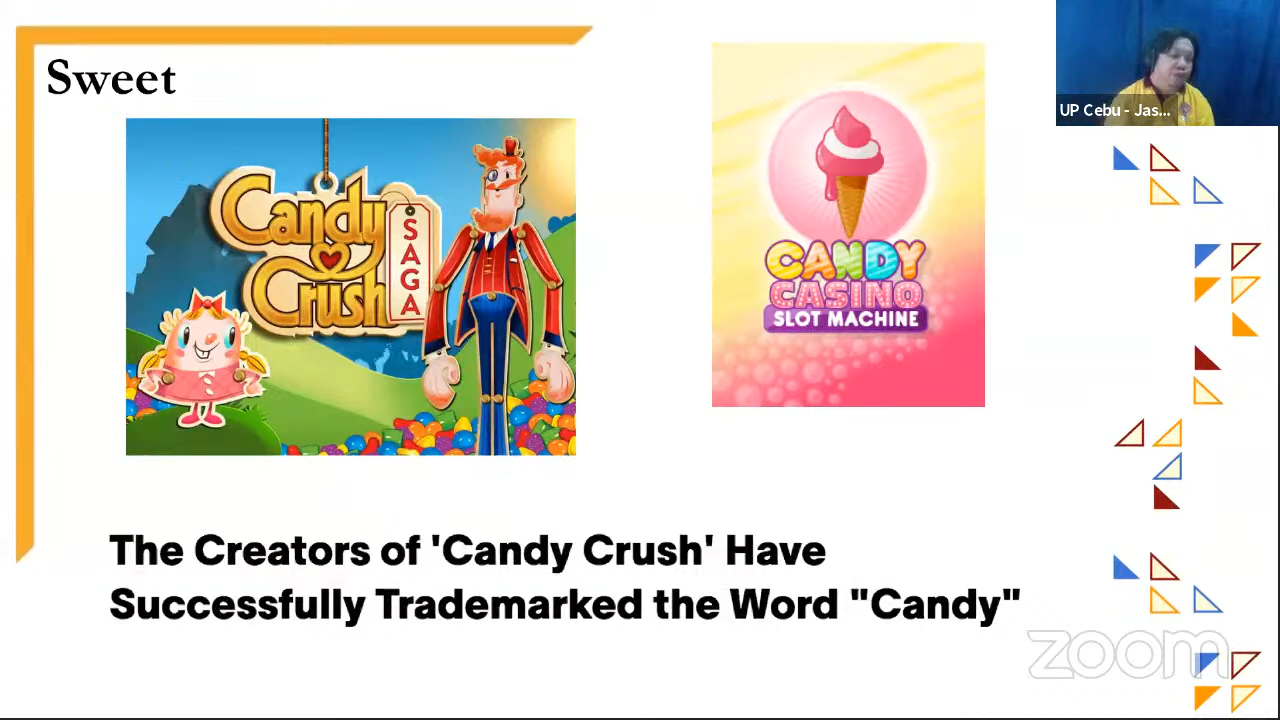 Sweet
Candy
Crush
SAGA
CANDY
CASINO
SLOT MACHINE
UP Cebu - Jas...
The Creators of 'Candy Crush' Have
Successfully Trademarked the Word "Candy"
zoom